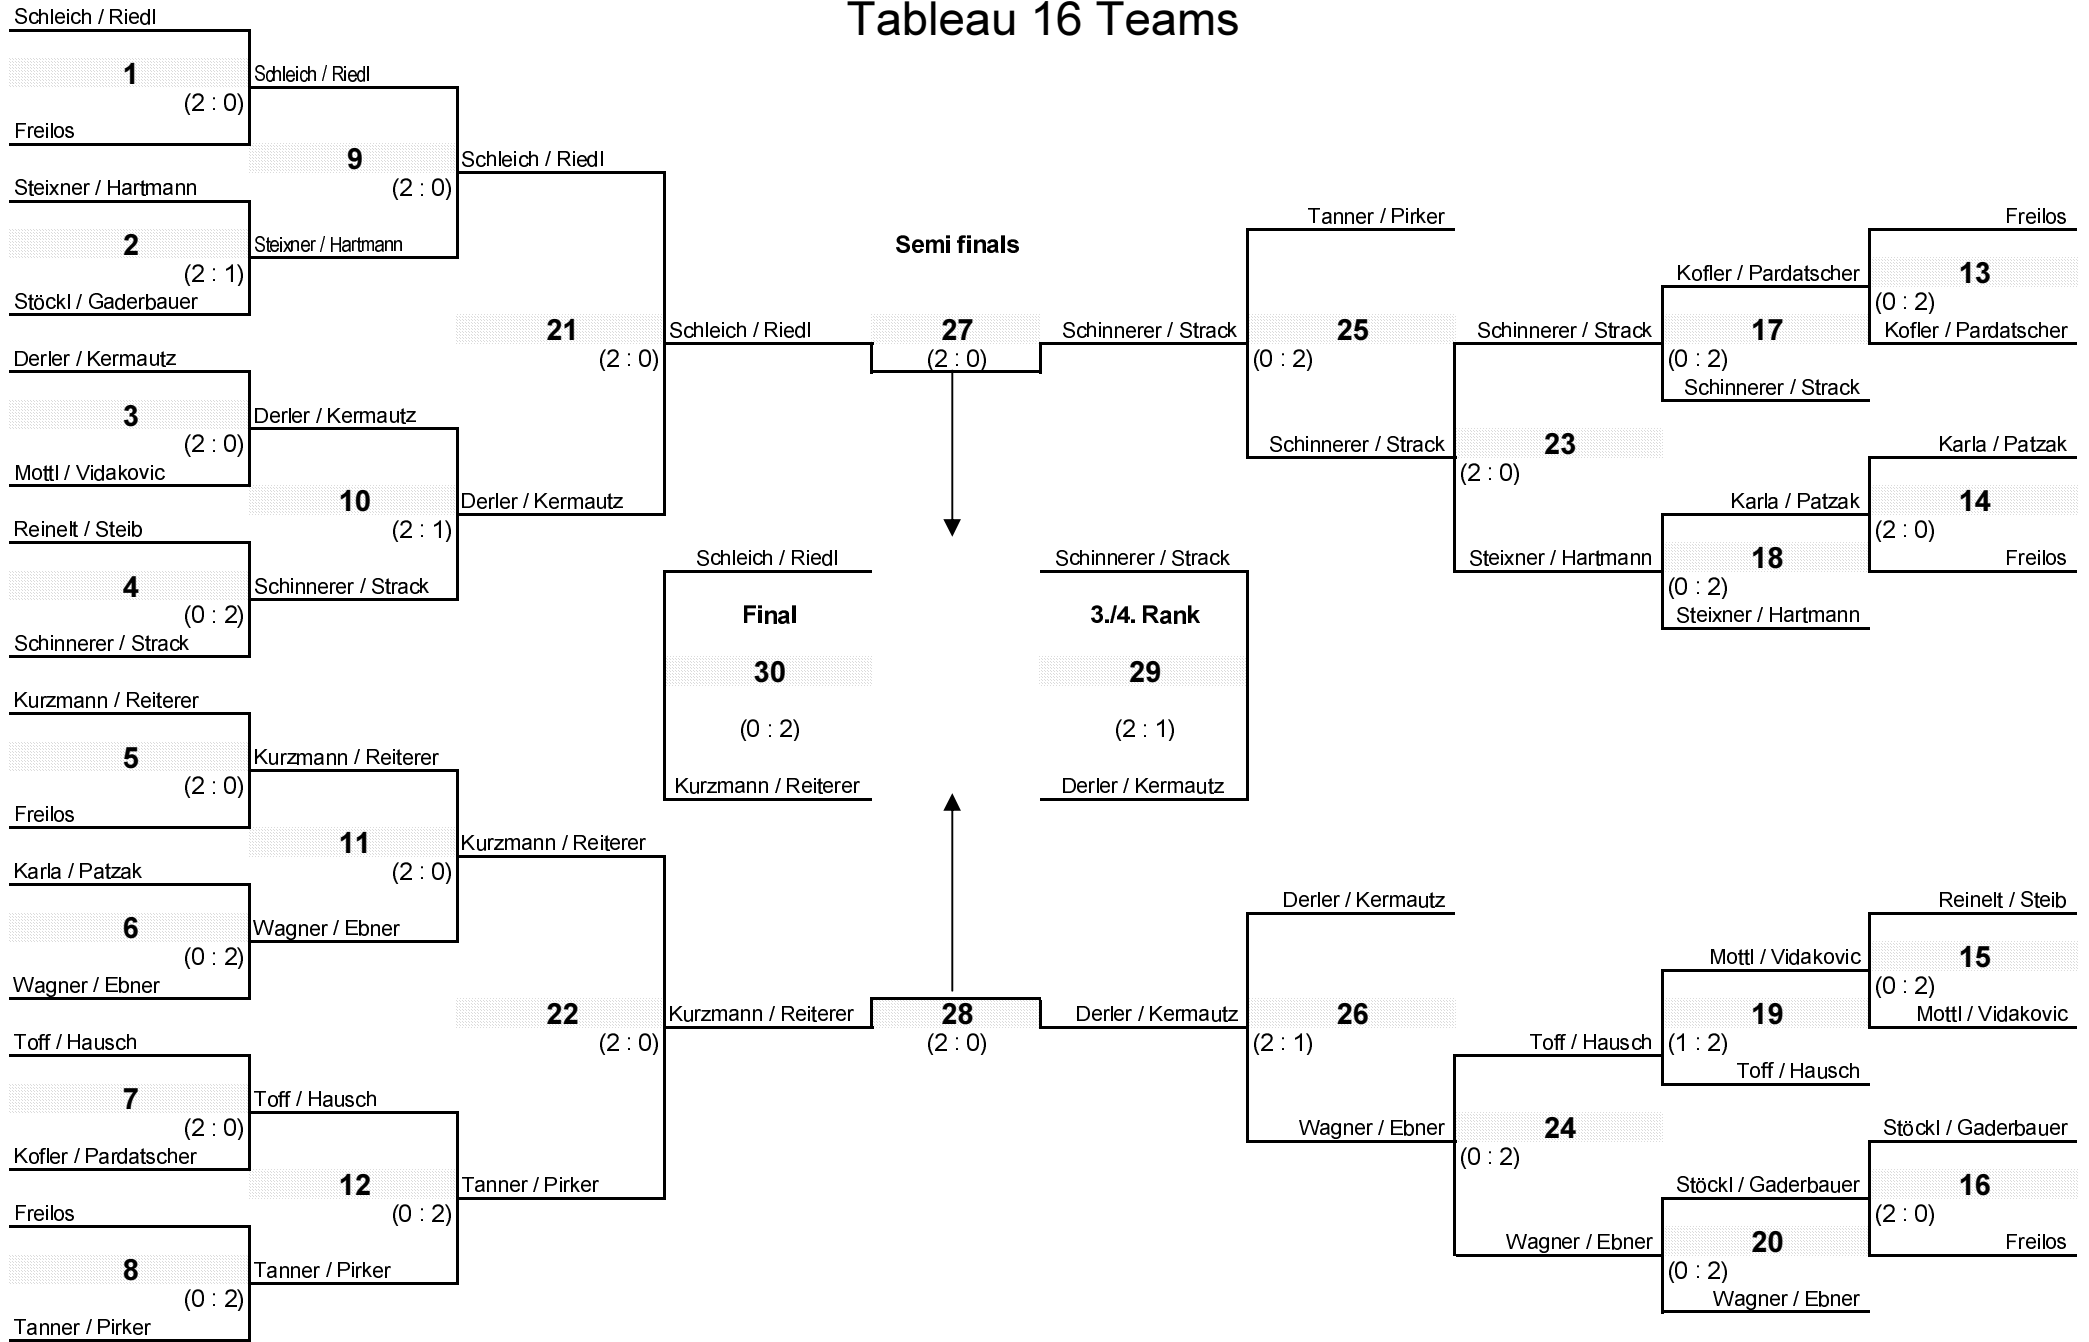 Tableau 16 Teams
Schleich / Riedl
1
(2 : 0)
Freilos
Steixner / Hartmann
2
(2 : 1)
Stöckl / Gaderbauer
Derler / Kermautz
3
(2 : 0)
Mottl / Vidakovic
Reinelt / Steib
4
(0 : 2)
Schinnerer / Strack
Kurzmann / Reiterer
5
(2 : 0)
Freilos
Karla / Patzak
6
(0 : 2)
Wagner / Ebner
Toff / Hausch
7
(2 : 0)
Kofler / Pardatscher
Freilos
8
(0 : 2)
Tanner / Pirker
Schleich / Riedl
9
(2 : 0)
Steixner / Hartmann
Derler / Kermautz
10
(2 : 1)
Schinnerer / Strack
Kurzmann / Reiterer
11
(2 : 0)
Wagner / Ebner
Toff / Hausch
12
(0 : 2)
Tanner / Pirker
Schleich / Riedl
21
(2 : 0)
Derler / Kermautz
Kurzmann / Reiterer
22
(2 : 0)
Tanner / Pirker
Semi finals
Schleich / Riedl
27
(2 : 0)
Schinnerer / Strack
Schleich / Riedl
Final
30
(0 : 2)
Kurzmann / Reiterer
Schinnerer / Strack
3./4. Rank
29
(2 : 1)
Derler / Kermautz
Kurzmann / Reiterer
28
(2 : 0)
Derler / Kermautz
Tanner / Pirker
25
(0 : 2)
Schinnerer / Strack
Derler / Kermautz
26
(2 : 1)
Wagner / Ebner
Schinnerer / Strack
23
(2 : 0)
Steixner / Hartmann
Toff / Hausch
24
(0 : 2)
Wagner / Ebner
Kofler / Pardatscher
17
(0 : 2)
Schinnerer / Strack
Karla / Patzak
18
(0 : 2)
Steixner / Hartmann
Mottl / Vidakovic
19
(1 : 2)
Toff / Hausch
Stöckl / Gaderbauer
20
(0 : 2)
Wagner / Ebner
Freilos
13
(0 : 2)
Kofler / Pardatscher
Karla / Patzak
14
(2 : 0)
Freilos
Reinelt / Steib
15
(0 : 2)
Mottl / Vidakovic
Stöckl / Gaderbauer
16
(2 : 0)
Freilos